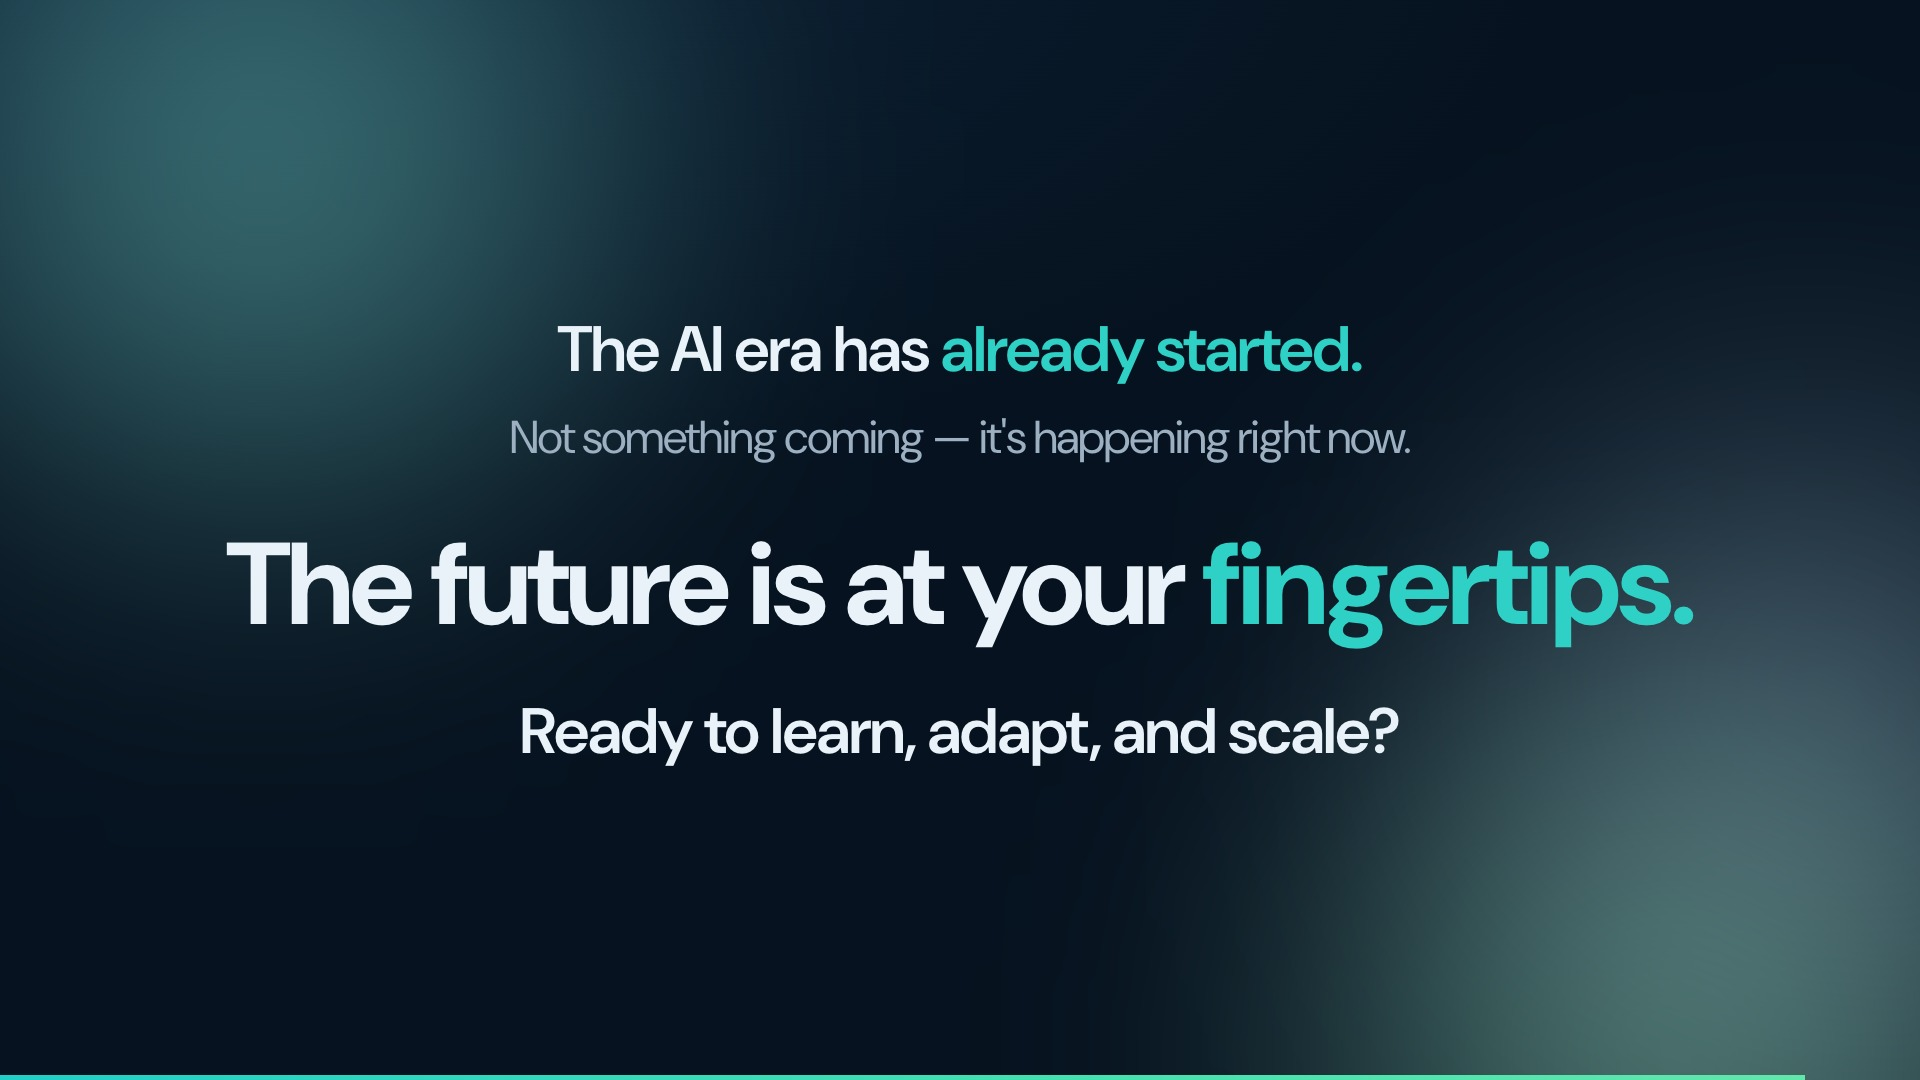 The AI era has already started.
Not something coming — it's happening right now.
The future is at your fingertips.
Ready to learn, adapt, and scale?